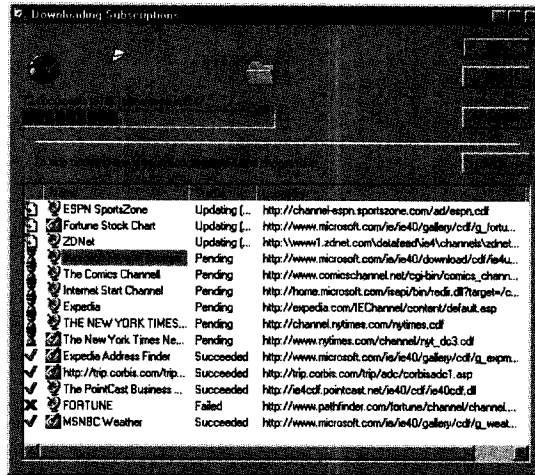 Downloading Subscriptions
ESPN SportsZone Updating (... http://channel-espn.sportszone.com/ad/espn.cdf
Fortune Stock Chart Updating (... http://www.microsoft.com/ie/ie40/gallery/cdf/g_fortu...
ZDNet Updating (... http:\\www1.zdnet.com\datafeed\ie4\channels\zdnet...
Pending http://www.microsoft.com/ie/ie40/download/cdf/ie4u...
The Comics Channel! Pending http://www.comicschannel.net/cgi-bin/comics_chann...
Internet Start Channel Pending http://home.microsoft.com/isapi/bin/redir.dll?target=/c...
Expedia Pending http://expedia.com/IEChannel/content/default.asp
THE NEW YORK TIMES... Pending http://channel.nytimes.com/nytimes.cdf
The New York Times Ne... Pending http://www.nytimes.com/channel/nyt_dc3.cdf
Expedia Address Finder Succeeded http://www.microsoft.com/ie/ie40/gallery/cdf/g_expm...
http://trip.corbis.com/trip... Succeeded http://trip.corbis.com/trip/adc/corbisadc1.asp
The PointCast Business ... Succeeded http://ie4cdf.pointcast.net/ie40/cdf/ie40cdf.dll
FORTUNE Failed http://www.pathfinder.com/fortune/channel/channel....
MSNBC Weather Succeeded http://www.microsoft.com/ie/ie40/gallery/cdf/g_weat...